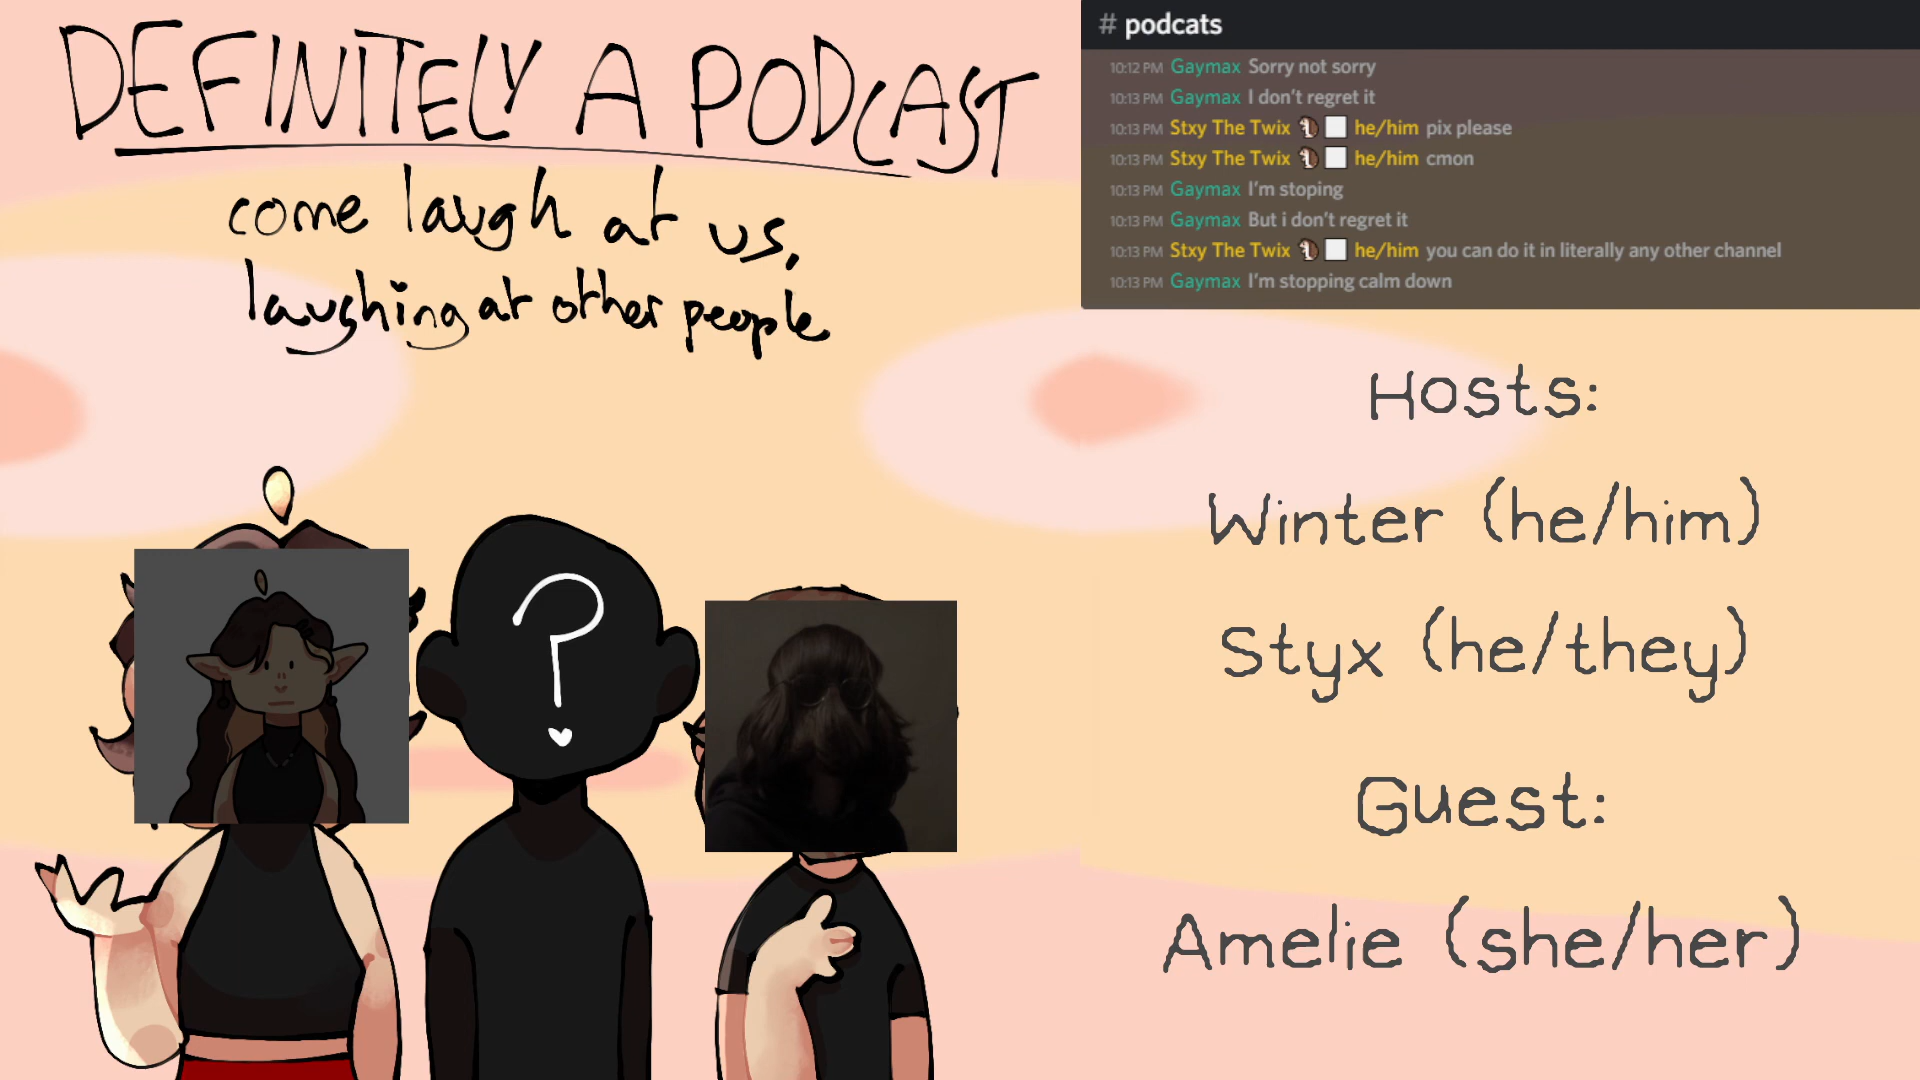 DEFINITELY A PODCAST
come laugh at us,
laughing at other people
?
# podcats
10:12 PM Gaymax Sorry not sorry
10:13 PM Gaymax I don't regret it
10:13 PM Stxy The Twix he/him pix please
10:13 PM Stxy The Twix he/him cmon
10:13 PM Gaymax I'm stoping
10:13 PM Gaymax But i don't regret it
10:13 PM Stxy The Twix he/him you can do it in literally any other channel
10:13 PM Gaymax I'm stopping calm down
Hosts:
Winter (he/him)
Styx (he/they)
Guest:
Amelie (she/her)